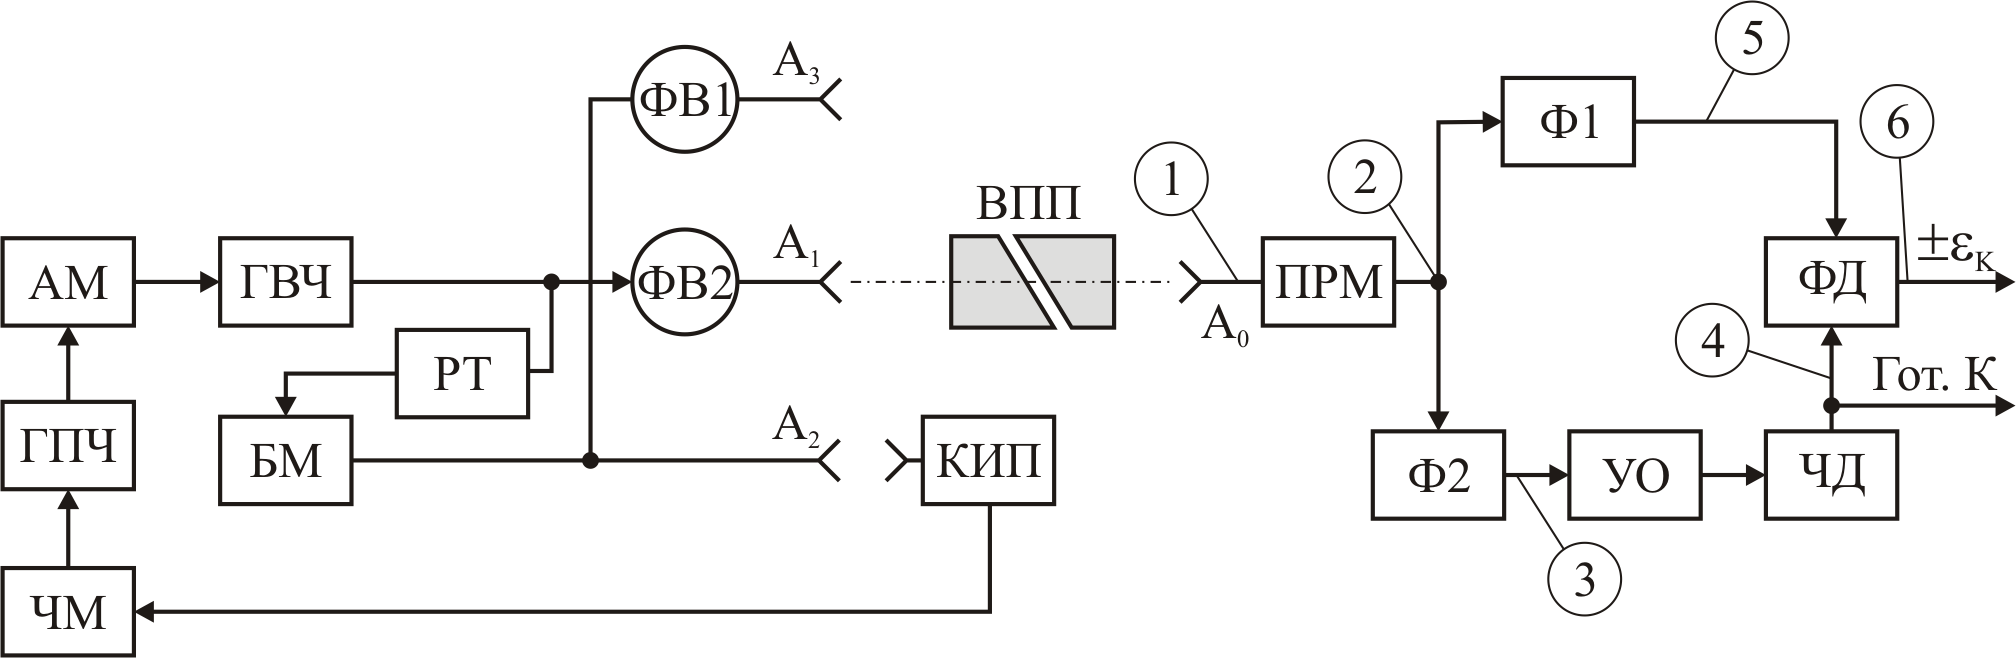 5
А3
ФВ1
Ф1
6
1
2
ВПП
±εК
А1
АМ
ГВЧ
ФВ2
ПРМ
ФД
А0
4
РТ
Гот. К
ГПЧ
БМ
А2
КИП
Ф2
УО
ЧД
3
ЧМ